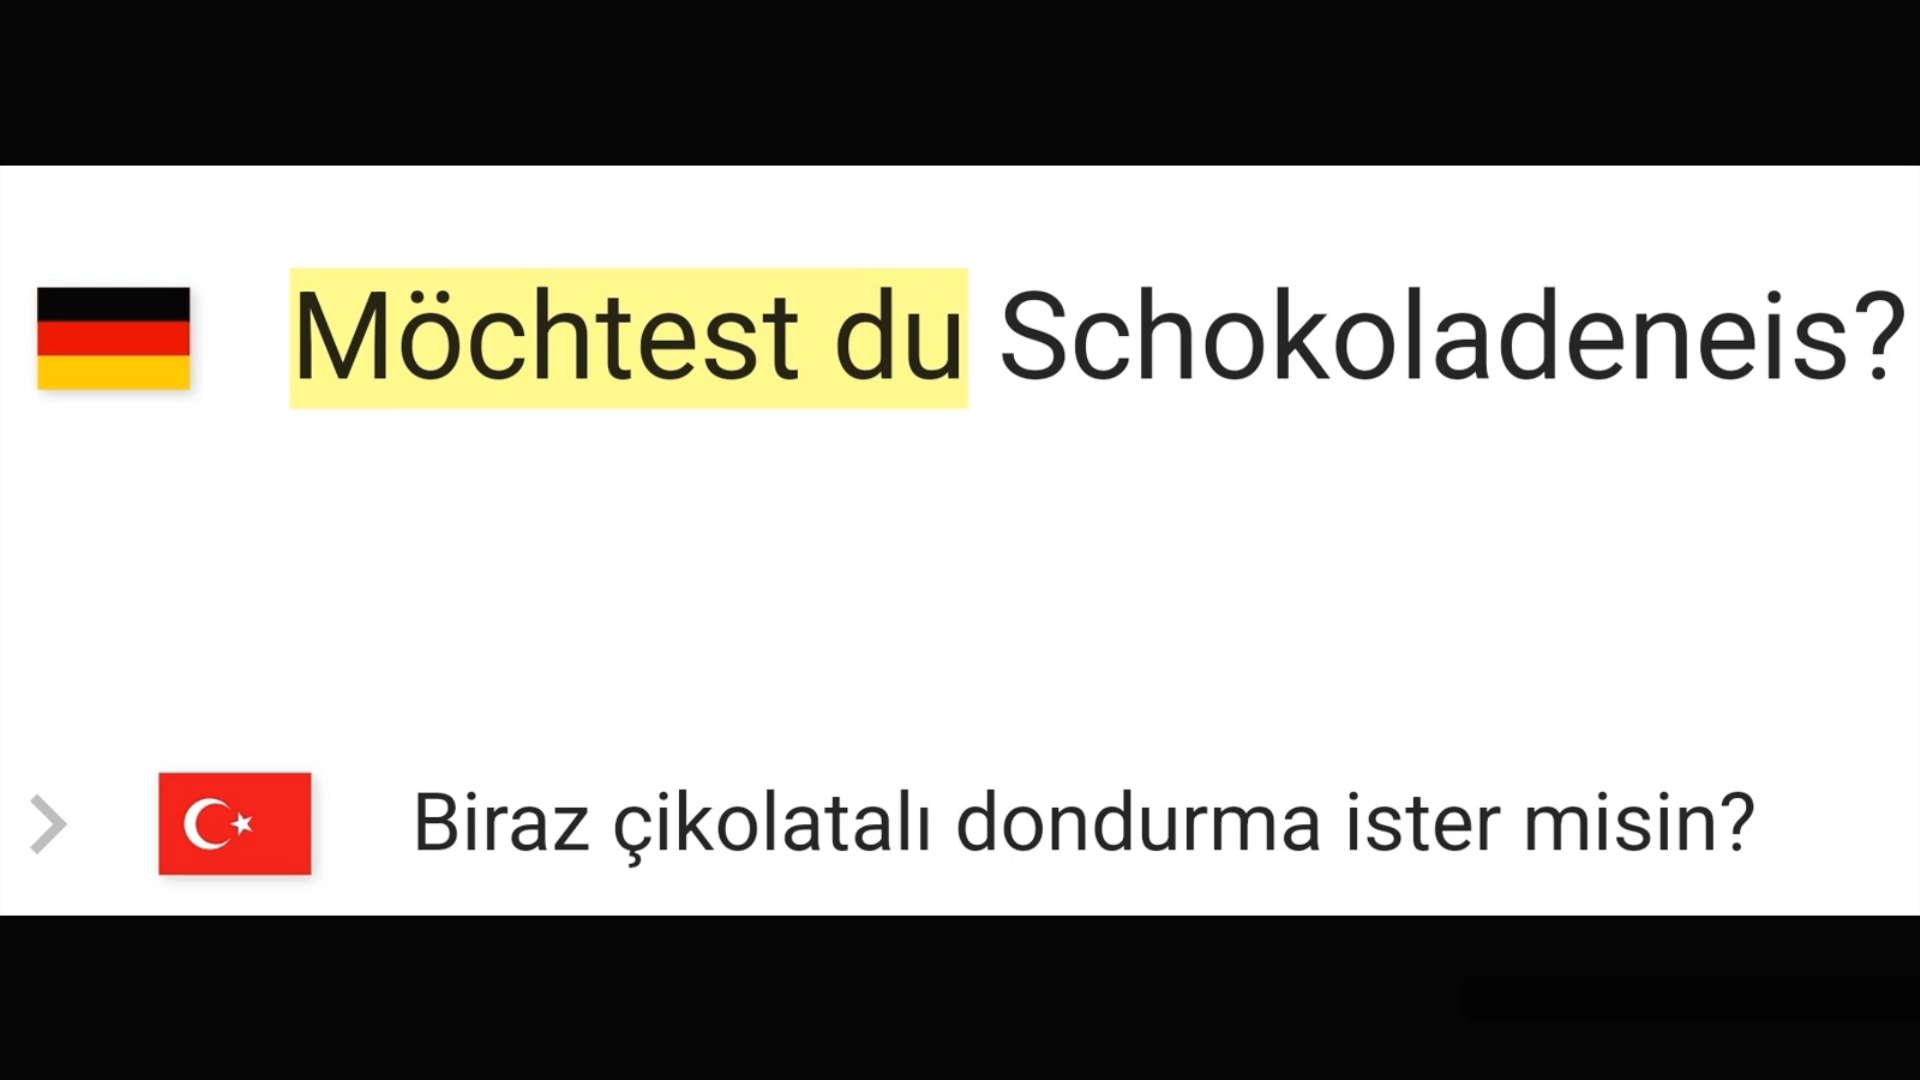 Möchtest du Schokoladeneis?
Biraz çikolatalı dondurma ister misin?